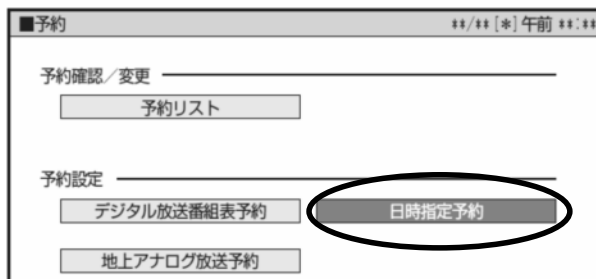 ■予約 **/**[*]午前 **:**
予約確認／変更
予約リスト
予約設定
デジタル放送番組表予約 日時指定予約
地上アナログ放送予約